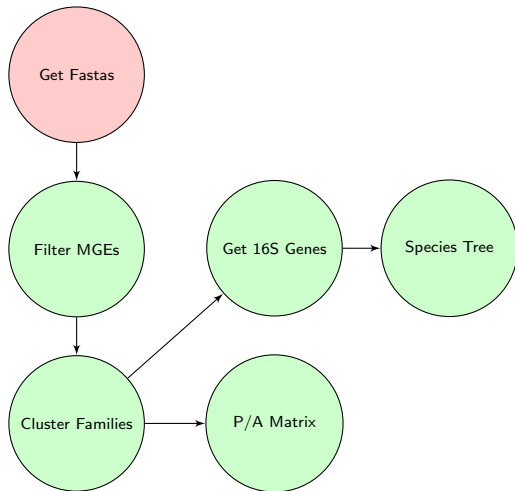 Get Fastas
Filter MGEs
Get 16S Genes
Species Tree
Cluster Families
P/A Matrix